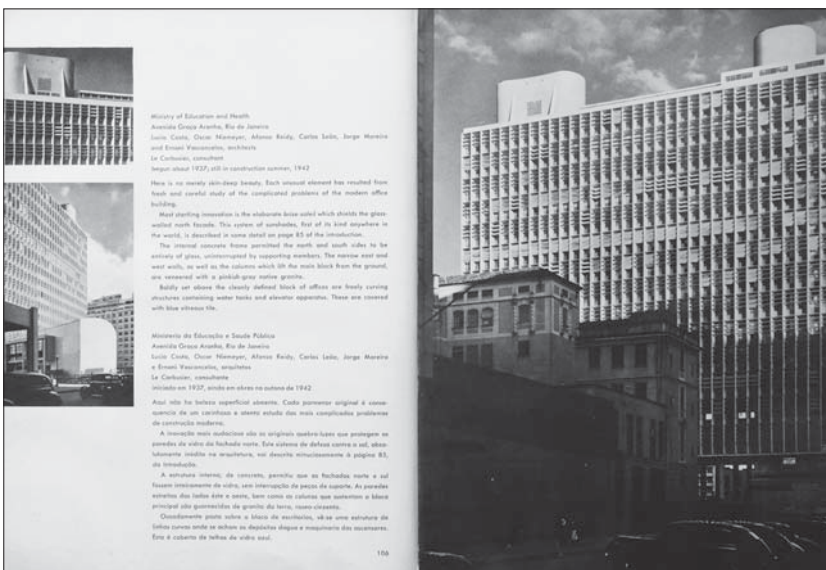 Ministry of Education and Health
Avenida Graça Aranha, Rio de Janeiro
Lucio Costa, Oscar Niemeyer, Afonso Reidy, Carlos Leão, Jorge Moreira
and Ernani Vasconcelos, architects
Le Corbusier, consultant
begun about 1937; still in construction summer, 1942
Here is no merely skin-deep beauty. Each unusual element has resulted from
fresh and careful study of the complicated problems of the modern office
building.
Most startling innovation is the elaborate brise soleil which shields the glass-
walled north facade. This system of sunshades, first of its kind anywhere in
the world, is described in some detail on page 85 of the introduction.
The internal concrete frame permitted the north and south sides to be
entirely of glass, uninterrupted by supporting members. The narrow east and
west walls, as well as the columns which lift the main block from the ground,
are veneered with a pinkish-gray native granite.
Boldly set above the cleanly defined block of offices are freely curving
structures containing water tanks and elevator apparatus. These are covered
with blue vitreous tile.
Ministerio da Educação e Saude Pública
Avenida Graça Aranha, Rio de Janeiro
Lucio Costa, Oscar Niemeyer, Afonso Reidy, Carlos Leão, Jorge Moreira
e Ernani Vasconcelos, arquitetos
Le Corbusier, consultante
iniciado em 1937, ainda em obras no outono de 1942
Aqui não ha beleza superficial sómente. Cada pormenor original é conse-
quencia de um carinhoso e atento estudo dos mais complicados problemas
de construção moderna.
A inovação mais audaciosa são os originais quebra-luzes que protegem as
paredes de vidro da fachada norte. Este sistema de defesa contra o sol, abso-
lutamente inédito na arquitetura, vai descrito minuciosamente à página 85,
da introdução.
A estrutura interna, de concreto, permitiu que as fachadas norte e sul
fossem inteiramente de vidro, sem interrupção de peças de suporte. As paredes
estreitas dos lados éste e oeste, bem como as colunas que sustentam o bloco
principal são guarnecidas de granito da terra, roseo-cinzento.
Ousadamente posta sobre o bloco de escritorios, vê-se uma estrutura de
linhas curvas onde se acham os depósitos dagua e maquinaria dos ascensores.
Esta é coberta de telhas de vidro azul.
106